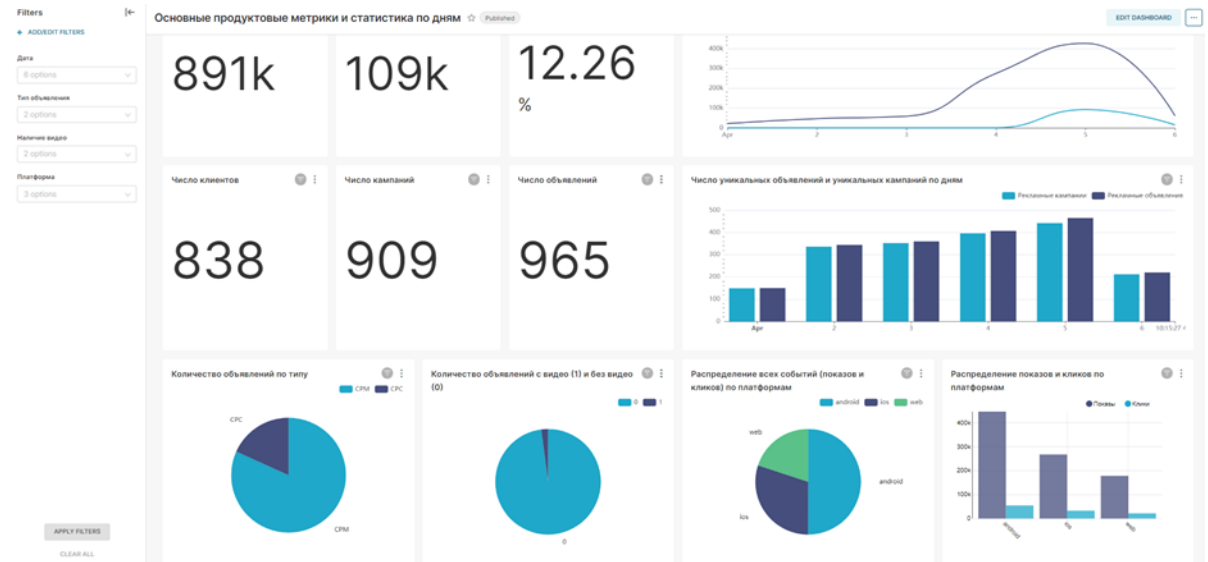 Filters
+ ADD/EDIT FILTERS
Дата
6 options
Тип объявления
2 options
Наличие видео
2 options
Платформа
3 options
APPLY FILTERS
CLEAR ALL
Основные продуктовые метрики и статистика по дням
Published
EDIT DASHBOARD
891k
109k
12.26
%
400k
300k
200k
100k
0
Apr
2
3
4
5
6
Число клиентов
838
Число кампаний
909
Число объявлений
965
Число уникальных объявлений и уникальных кампаний по дням
Рекламные кампании
Рекламные объявления
500
400
300
200
100
0
Apr
2
3
4
5
6
10:15:27
Количество объявлений по типу
CPM
CPC
CPC
CPM
Количество объявлений с видео (1) и без видео
(0)
0
1
0
Распределение всех событий (показов и
кликов) по платформам
android
ios
web
web
android
ios
Распределение показов и кликов по
платформам
Показы
Клики
400k
300k
200k
100k
0
android
ios
web